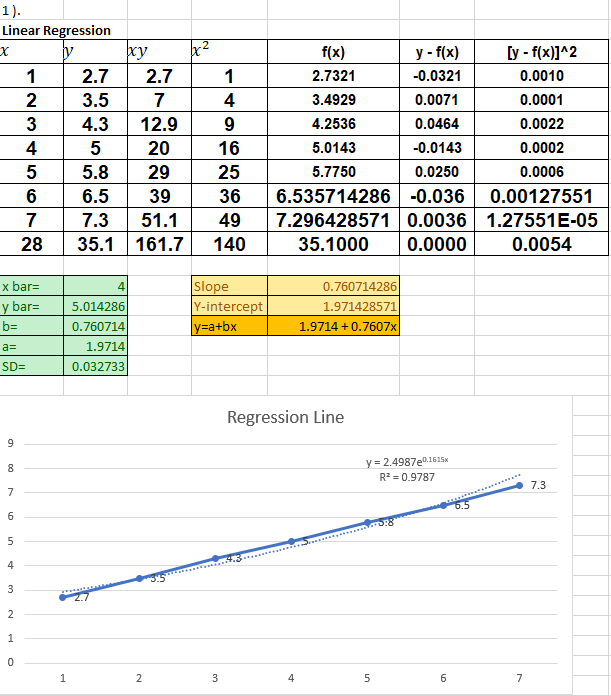 1).
Linear Regression
x y xy x² f(x) y - f(x) [y - f(x)]^2
1 2.7 2.7 1 2.7321 -0.0321 0.0010
2 3.5 7 4 3.4929 0.0071 0.0001
3 4.3 12.9 9 4.2536 0.0464 0.0022
4 5 20 16 5.0143 -0.0143 0.0002
5 5.8 29 25 5.7750 0.0250 0.0006
6 6.5 39 36 6.535714286 -0.036 0.00127551
7 7.3 51.1 49 7.296428571 0.0036 1.27551E-05
28 35.1 161.7 140 35.1000 0.0000 0.0054
x bar= 4 Slope 0.760714286
y bar= 5.014286 Y-intercept 1.971428571
b= 0.760714 y=a+bx 1.9714 + 0.7607x
a= 1.9714
SD= 0.032733
Regression Line
y = 2.4987e^0.1615x
R² = 0.9787
9
8
7
6
5
4
3
2
1
0
2.7 3.5 4.3 5 5.8 6.5 7.3
1 2 3 4 5 6 7